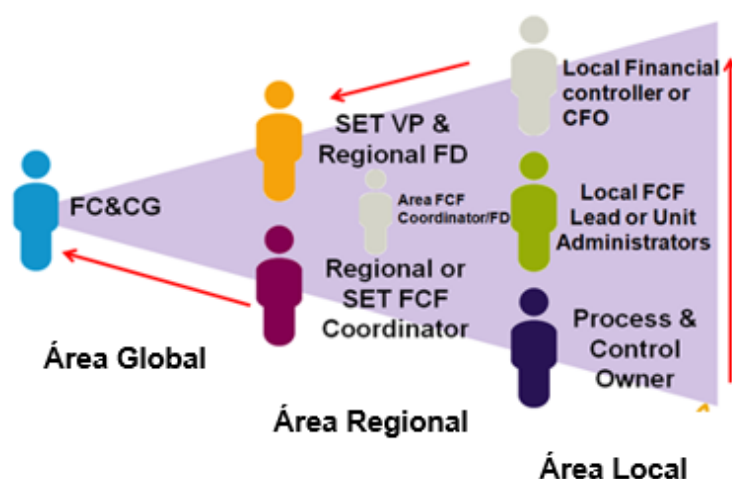 FC&CG
Área Global
SET VP &
Regional FD
Area FCF
Coordinator/FD
Regional or
SET FCF
Coordinator
Área Regional
Local Financial
controller or
CFO
Local FCF
Lead or Unit
Administrators
Process &
Control
Owner
Área Local